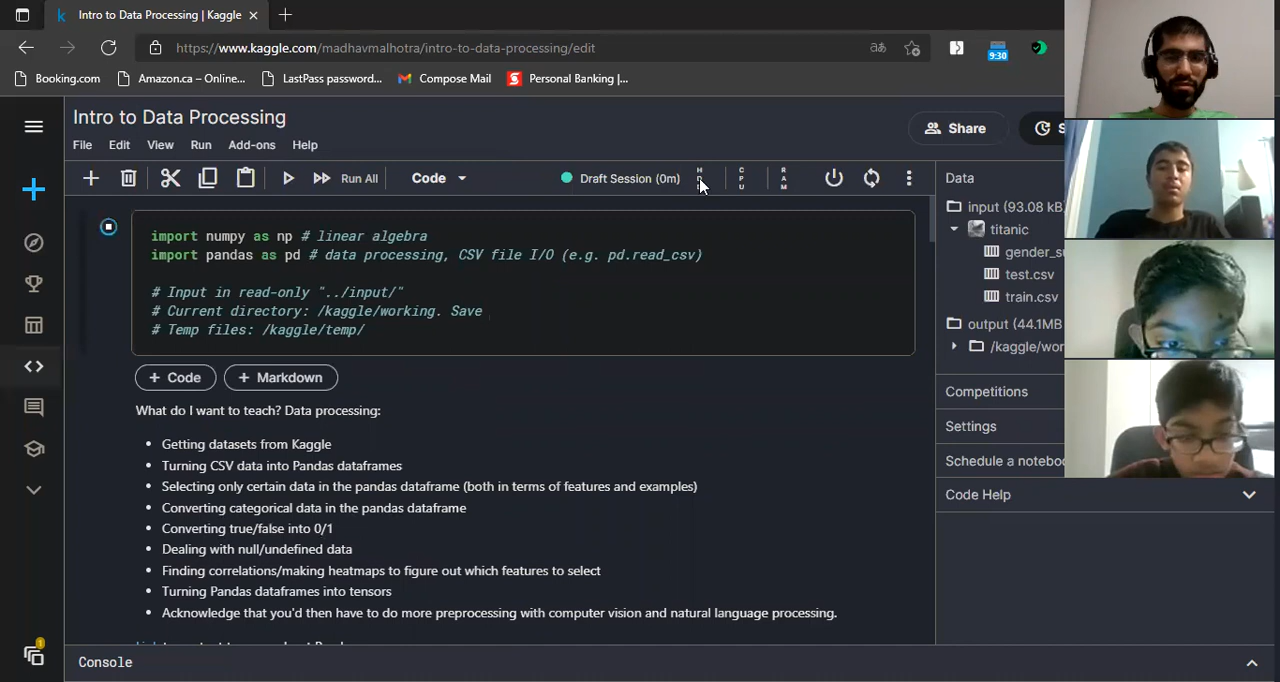 Intro to Data Processing | Kaggle
https://www.kaggle.com/madhavmalhotra/intro-to-data-processing/edit
9:30
Booking.com
Amazon.ca – Online...
LastPass password...
Compose Mail
Personal Banking |...
Intro to Data Processing
Share
File Edit View Run Add-ons Help
Run All
Code
Draft Session (0m)
HDD
CPU
RAM
Data
import numpy as np # linear algebra
import pandas as pd # data processing, CSV file I/O (e.g. pd.read_csv)
# Input in read-only "../input/"
# Current directory: /kaggle/working. Save
# Temp files: /kaggle/temp/
+ Code
+ Markdown
What do I want to teach? Data processing:
• Getting datasets from Kaggle
• Turning CSV data into Pandas dataframes
• Selecting only certain data in the pandas dataframe (both in terms of features and examples)
• Converting categorical data in the pandas dataframe
• Converting true/false into 0/1
• Dealing with null/undefined data
• Finding correlations/making heatmaps to figure out which features to select
• Turning Pandas dataframes into tensors
• Acknowledge that you'd then have to do more preprocessing with computer vision and natural language processing.
input (93.08 kB
titanic
gender_su
test.csv
train.csv
output (44.1MB
/kaggle/wor
Competitions
Settings
Schedule a noteboo
Code Help
1
Console